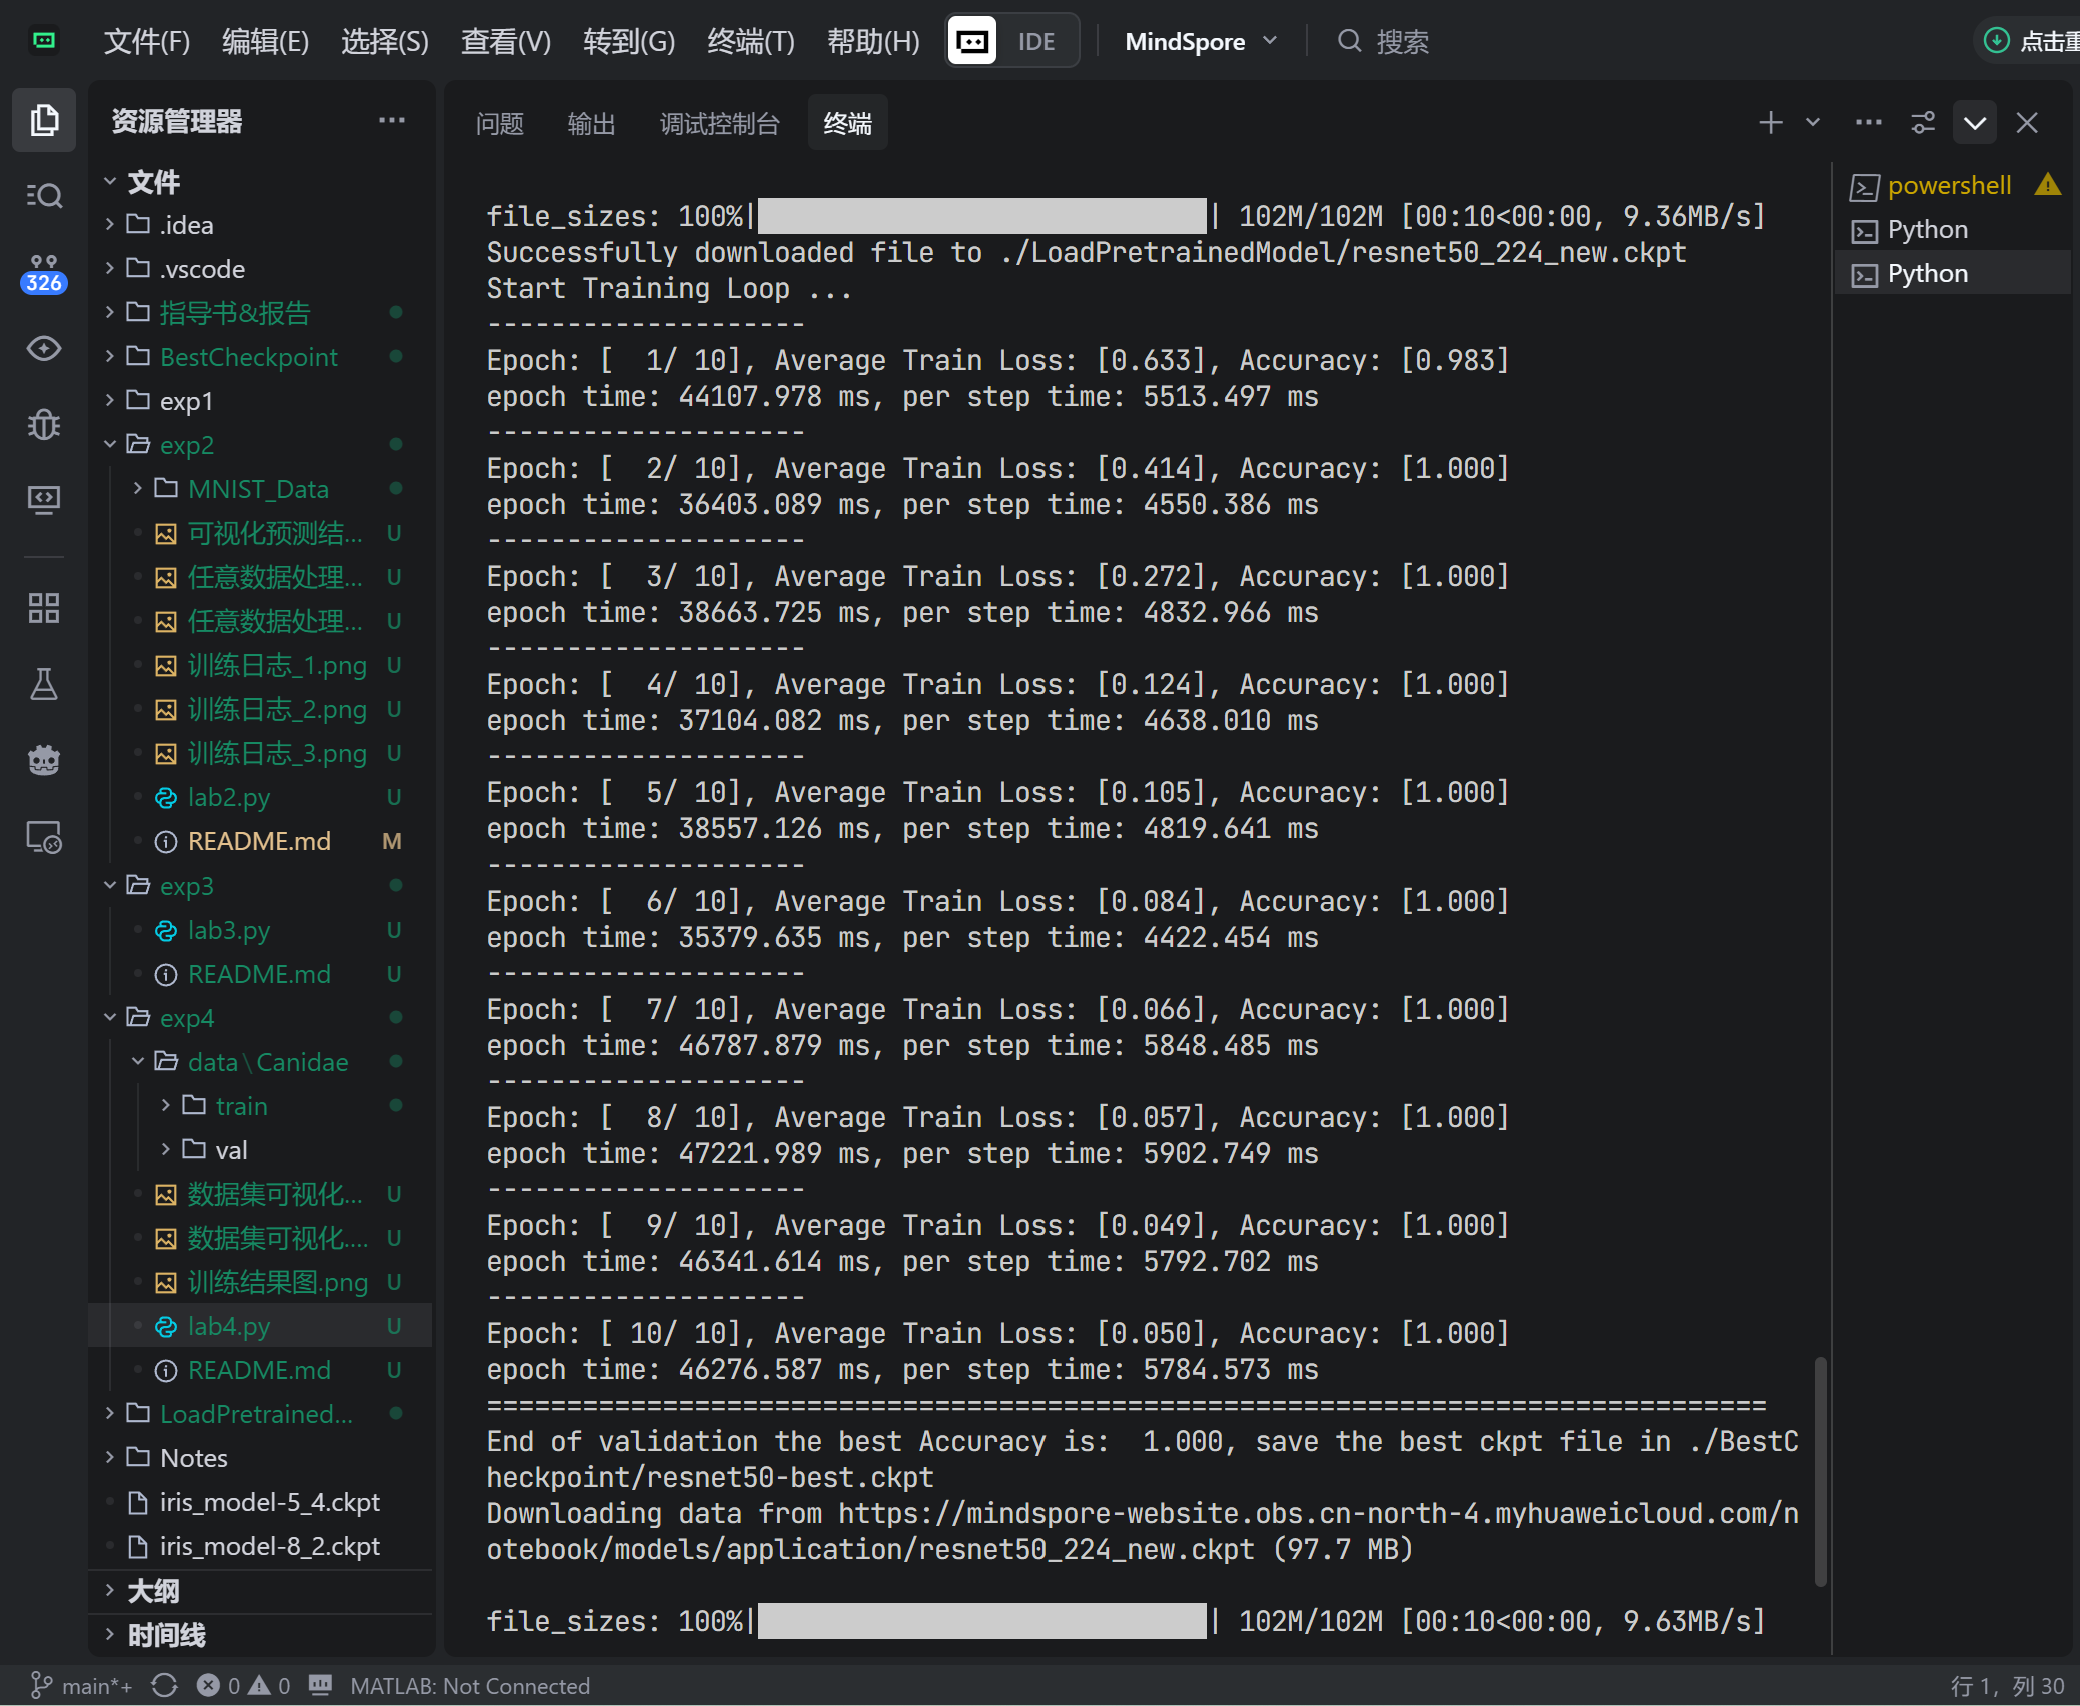 文件(F) 编辑(E) 选择(S) 查看(V) 转到(G) 终端(T) 帮助(H) IDE MindSpore 搜索 点击重
资源管理器
文件
.idea
.vscode
指导书&报告
BestCheckpoint
exp1
exp2
MNIST_Data
可视化预测结... U
任意数据处理... U
任意数据处理... U
训练日志_1.png U
训练日志_2.png U
训练日志_3.png U
lab2.py U
README.md M
exp3
lab3.py U
README.md U
exp4
data\Canidae
train
val
数据集可视化... U
数据集可视化.... U
训练结果图.png U
lab4.py U
README.md U
LoadPretrained...
Notes
iris_model-5_4.ckpt
iris_model-8_2.ckpt
大纲
时间线
326
问题 输出 调试控制台 终端
file_sizes: 100%| | 102M/102M [00:10<00:00, 9.36MB/s]
Successfully downloaded file to ./LoadPretrainedModel/resnet50_224_new.ckpt
Start Training Loop ...
--------------------
Epoch: [  1/ 10], Average Train Loss: [0.633], Accuracy: [0.983]
epoch time: 44107.978 ms, per step time: 5513.497 ms
--------------------
Epoch: [  2/ 10], Average Train Loss: [0.414], Accuracy: [1.000]
epoch time: 36403.089 ms, per step time: 4550.386 ms
--------------------
Epoch: [  3/ 10], Average Train Loss: [0.272], Accuracy: [1.000]
epoch time: 38663.725 ms, per step time: 4832.966 ms
--------------------
Epoch: [  4/ 10], Average Train Loss: [0.124], Accuracy: [1.000]
epoch time: 37104.082 ms, per step time: 4638.010 ms
--------------------
Epoch: [  5/ 10], Average Train Loss: [0.105], Accuracy: [1.000]
epoch time: 38557.126 ms, per step time: 4819.641 ms
--------------------
Epoch: [  6/ 10], Average Train Loss: [0.084], Accuracy: [1.000]
epoch time: 35379.635 ms, per step time: 4422.454 ms
--------------------
Epoch: [  7/ 10], Average Train Loss: [0.066], Accuracy: [1.000]
epoch time: 46787.879 ms, per step time: 5848.485 ms
--------------------
Epoch: [  8/ 10], Average Train Loss: [0.057], Accuracy: [1.000]
epoch time: 47221.989 ms, per step time: 5902.749 ms
--------------------
Epoch: [  9/ 10], Average Train Loss: [0.049], Accuracy: [1.000]
epoch time: 46341.614 ms, per step time: 5792.702 ms
--------------------
Epoch: [ 10/ 10], Average Train Loss: [0.050], Accuracy: [1.000]
epoch time: 46276.587 ms, per step time: 5784.573 ms
================================================================================
End of validation the best Accuracy is:  1.000, save the best ckpt file in ./BestC
heckpoint/resnet50-best.ckpt
Downloading data from https://mindspore-website.obs.cn-north-4.myhuaweicloud.com/n
otebook/models/application/resnet50_224_new.ckpt (97.7 MB)
file_sizes: 100%| | 102M/102M [00:10<00:00, 9.63MB/s]
powershell
Python
Python
main*+ 0 0 MATLAB: Not Connected 行 1，列 30